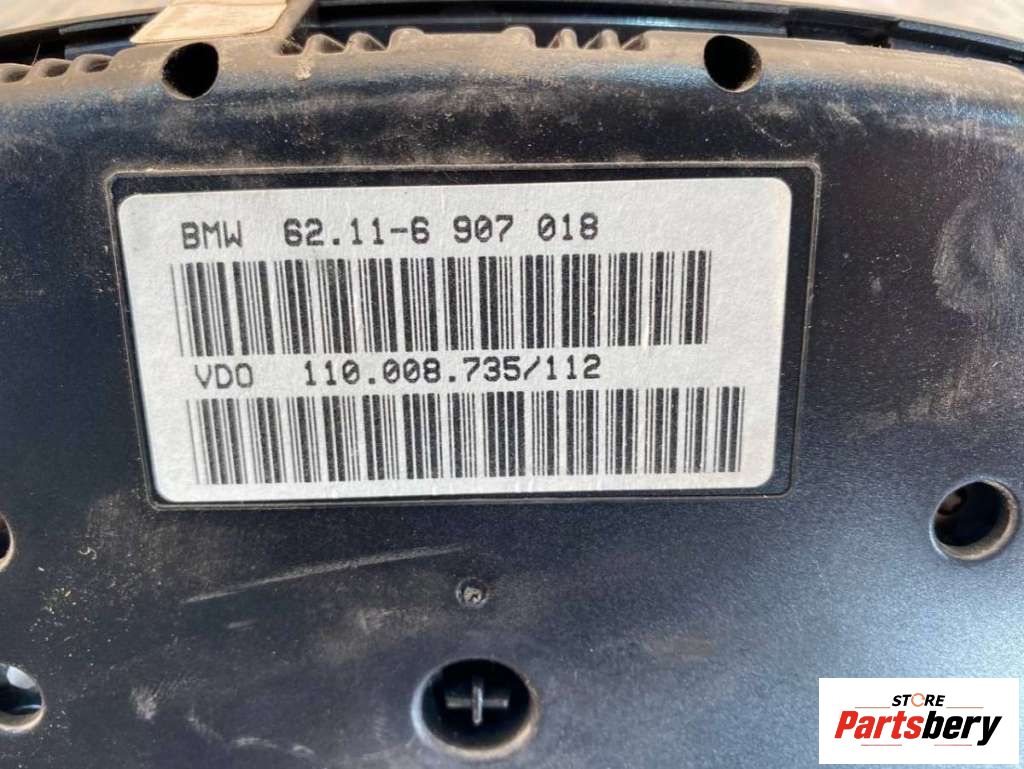 BMW 62.11-6 907 018
VDO 110.008.735/112
STORE
Partsbery